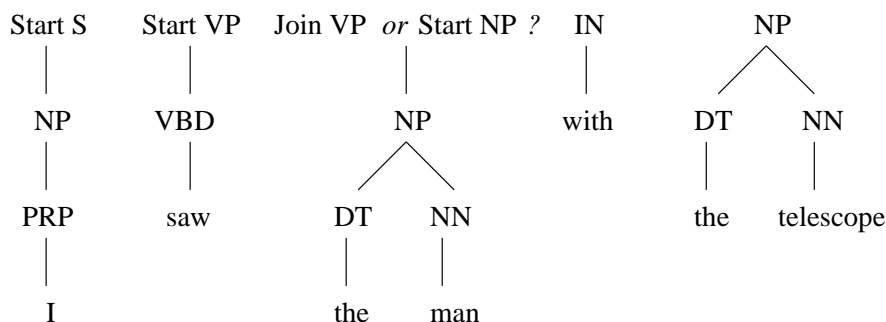 Start S Start VP Join VP or Start NP ? IN NP
NP VBD NP with DT NN
PRP saw DT NN the telescope
I the man